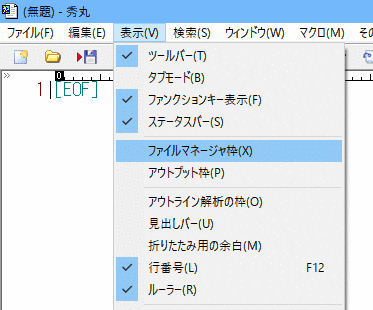 (無題) - 秀丸
ファイル(F) 編集(E) 表示(V) 検索(S) ウィンドウ(W) マクロ(M) その
0
1 [EOF]
ツールバー(T)
タブモード(B)
ファンクションキー表示(F)
ステータスバー(S)
ファイルマネージャ枠(X)
アウトプット枠(P)
アウトライン解析の枠(O)
見出しバー(U)
折りたたみ用の余白(M)
行番号(L) F12
ルーラー(R)